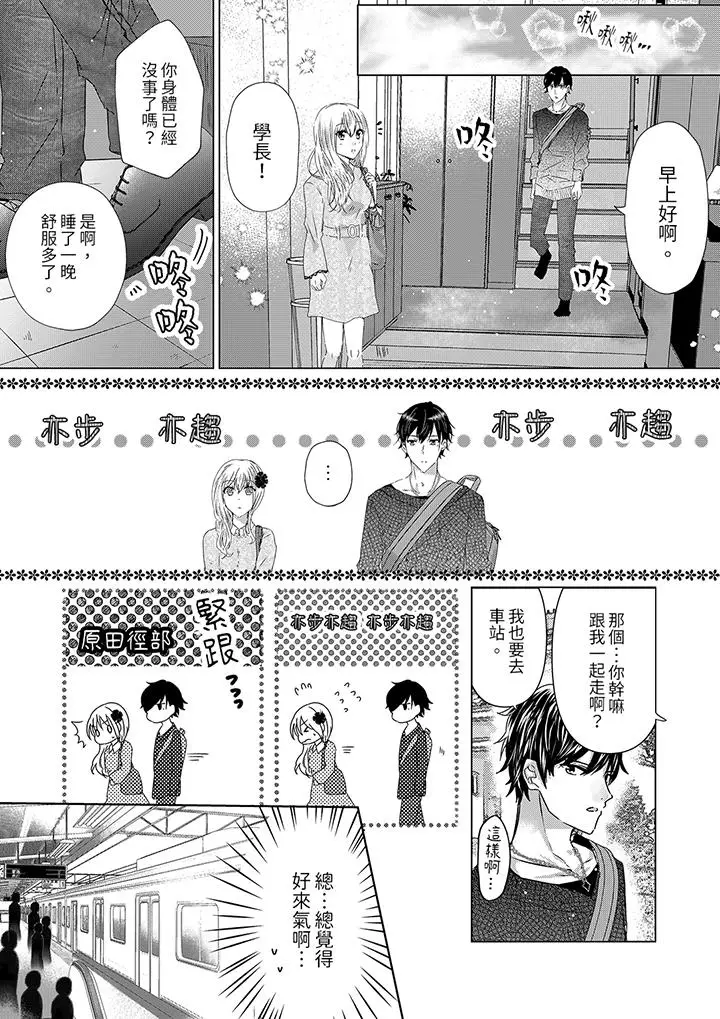 啾啾啾…
早上好啊。
咚
咚
學長！
你身體已經
沒事了嗎？
是啊，
睡了一晚
舒服多了。
咚
咚
亦步 亦趨
…
亦步 亦趨
那個…你幹嘛
跟我一起走啊？
我也要去
車站。
這樣啊…
亦步亦趨 亦步亦趨
緊跟
原田徑部
總…總覺得
好來氣啊…